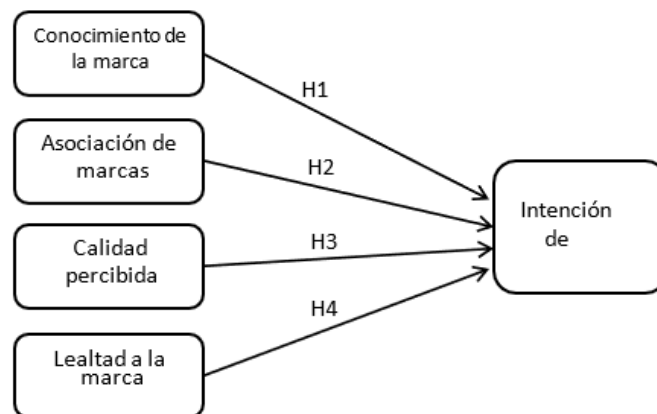 Conocimiento de
la marca
H1
Asociación de
marcas
H2
Calidad
percibida
H3
Lealtad a la
marca
H4
Intención
de